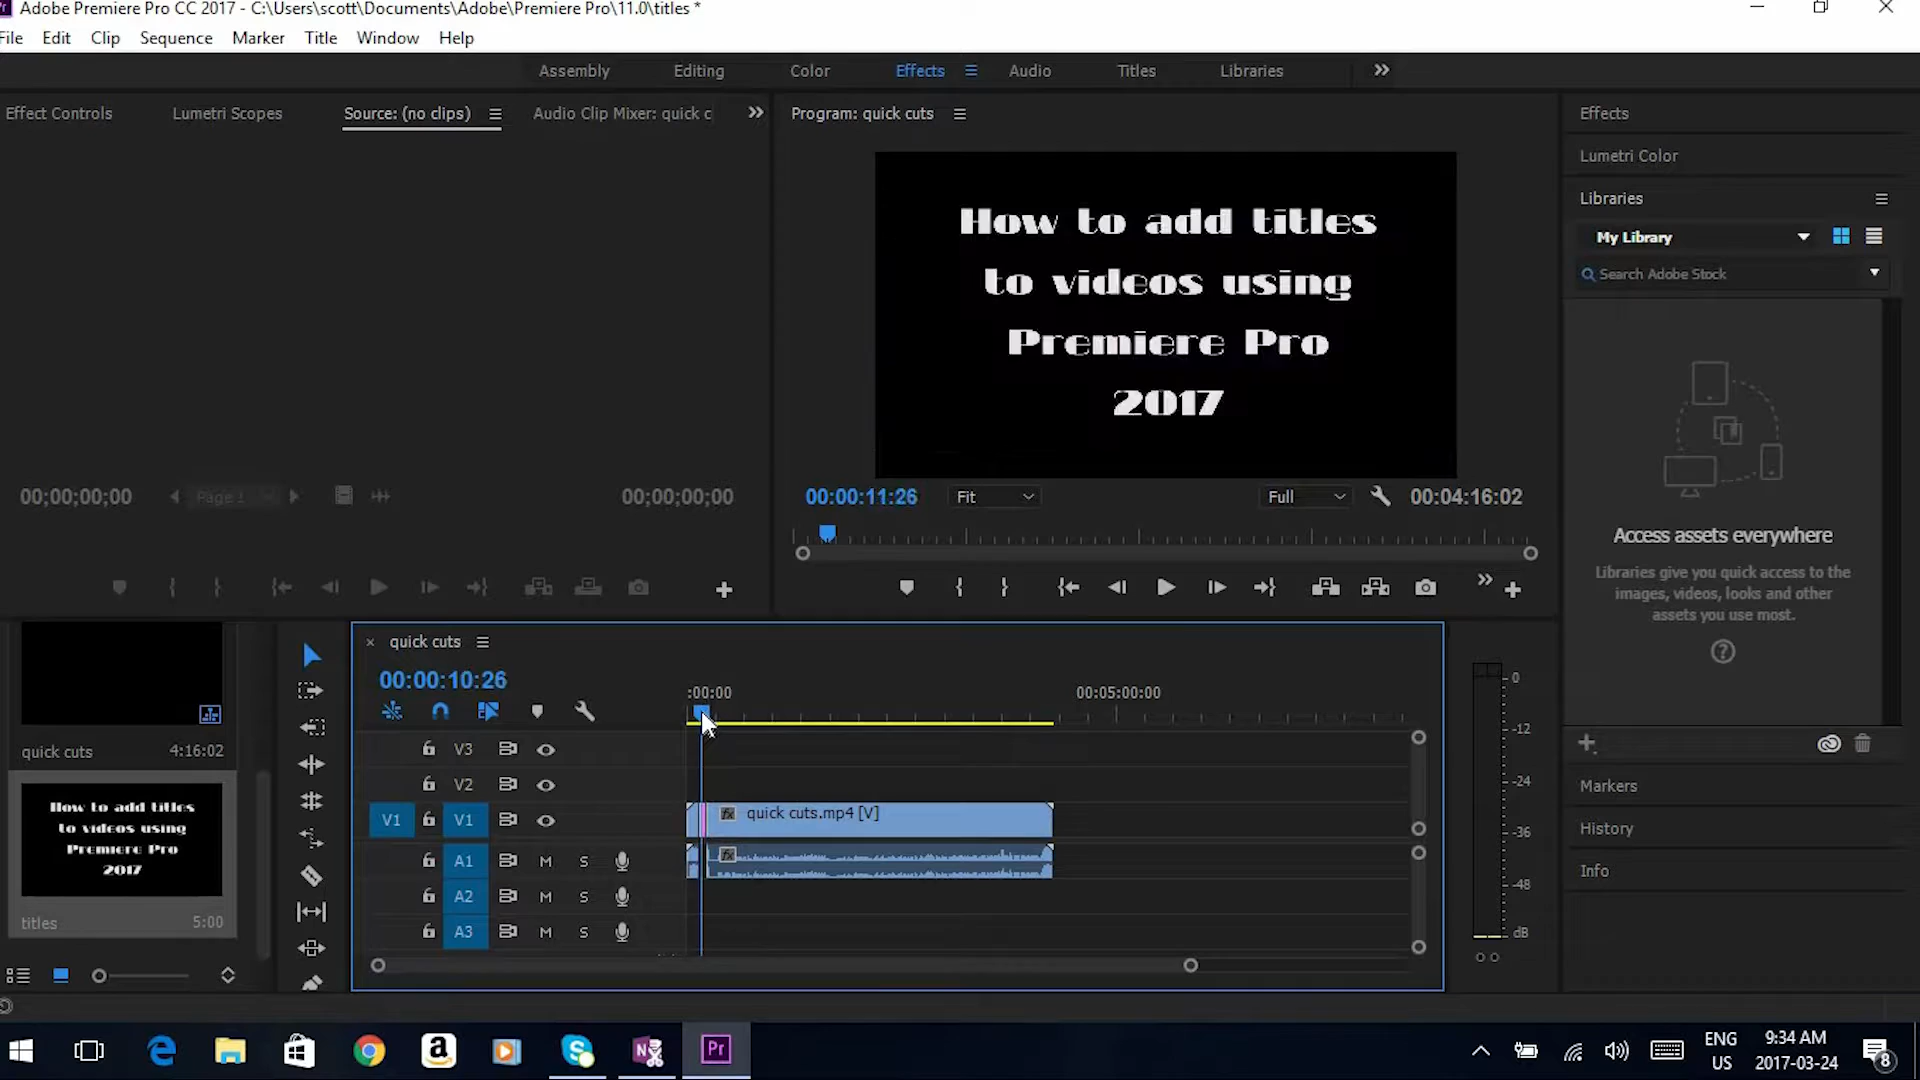 Adobe Premiere Pro CC 2017 - C:\Users\scott\Documents\Adobe\Premiere Pro\11.0\titles *
File Edit Clip Sequence Marker Title Window Help
Assembly Editing Color Effects Audio Titles Libraries
Effect Controls Lumetri Scopes Source: (no clips) Audio Clip Mixer: quick c
Program: quick cuts
How to add titles
to videos using
Premiere Pro
2017
00;00;00;00 Page 1 00;00;00;00
00:00:11:26 Fit Full 00:04:16:02
Effects
Lumetri Color
Libraries
My Library
Search Adobe Stock
Access assets everywhere
Libraries give you quick access to the
images, videos, looks and other
assets you use most.
Markers
History
Info
quick cuts 4:16:02
How to add titles
to videos using
Premiere Pro
2017
titles 5:00
quick cuts
00:00:10:26
:00:00 00:05:00:00
V3
V2
V1 V1 fx quick cuts.mp4 [V]
A1 M S fx
A2 M S
A3 M S
0
-12
-24
-36
-48
dB
Pr
ENG
US
9:34 AM
2017-03-24
8